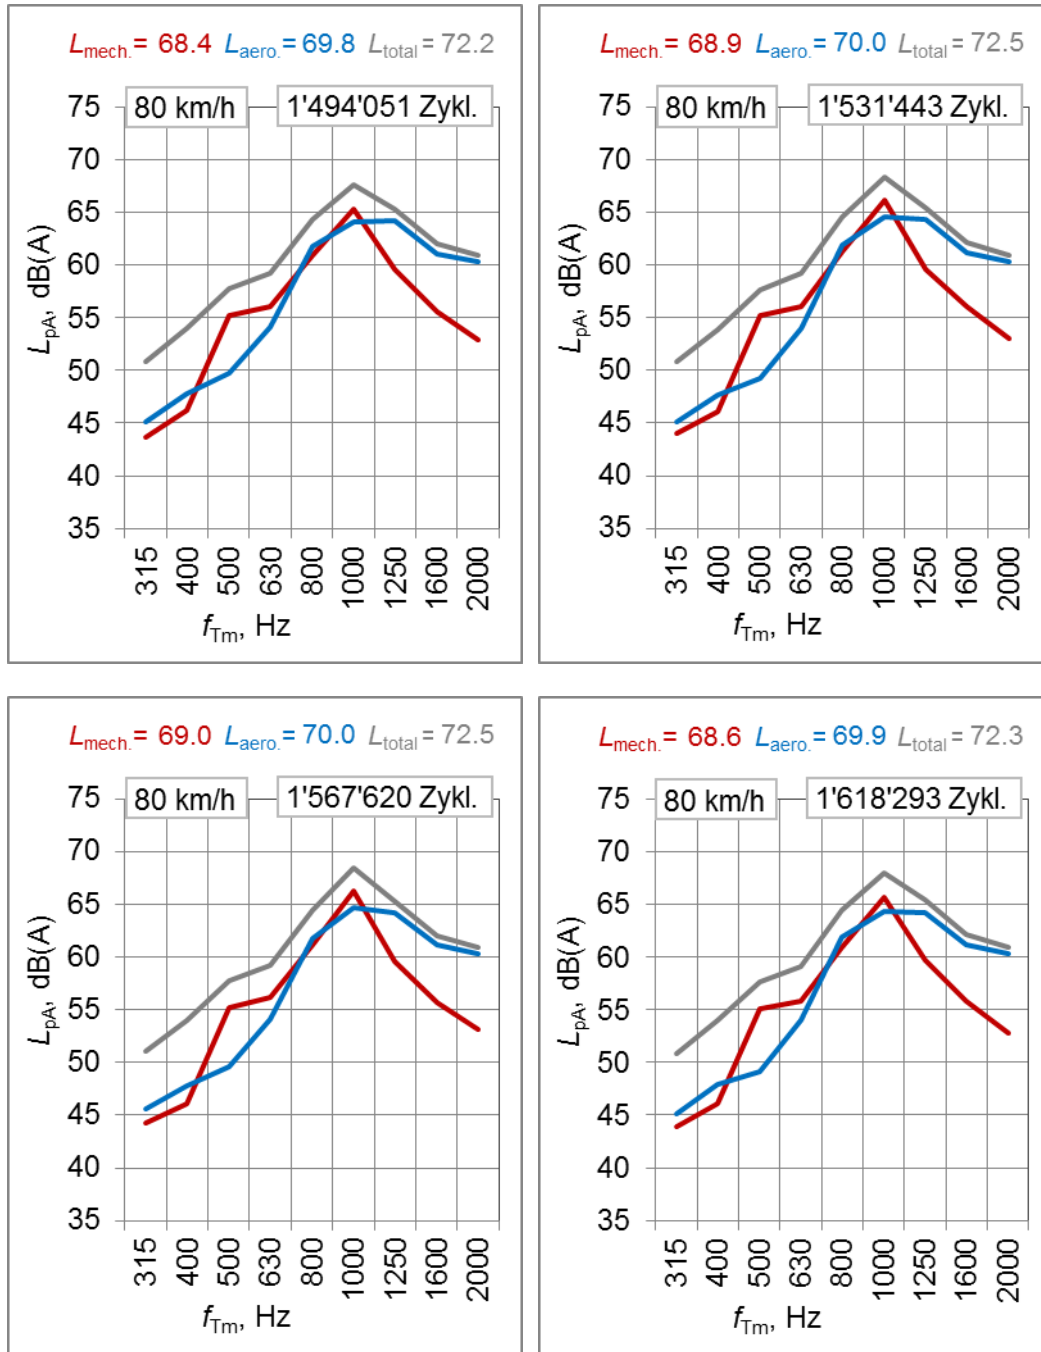 Lmech.= 68.4 Laero.= 69.8 Ltotal = 72.2
80 km/h 1'494'051 Zykl.
75
70
65
60
55
50
45
40
35
LpA, dB(A)
315 400 500 630 800 1000 1250 1600 2000
fTm, Hz
Lmech.= 68.9 Laero.= 70.0 Ltotal = 72.5
80 km/h 1'531'443 Zykl.
75
70
65
60
55
50
45
40
35
LpA, dB(A)
315 400 500 630 800 1000 1250 1600 2000
fTm, Hz
Lmech.= 69.0 Laero.= 70.0 Ltotal = 72.5
80 km/h 1'567'620 Zykl.
75
70
65
60
55
50
45
40
35
LpA, dB(A)
315 400 500 630 800 1000 1250 1600 2000
fTm, Hz
Lmech.= 68.6 Laero.= 69.9 Ltotal = 72.3
80 km/h 1'618'293 Zykl.
75
70
65
60
55
50
45
40
35
LpA, dB(A)
315 400 500 630 800 1000 1250 1600 2000
fTm, Hz